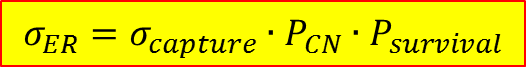 σ_ER = σ_capture · P_CN · P_survival